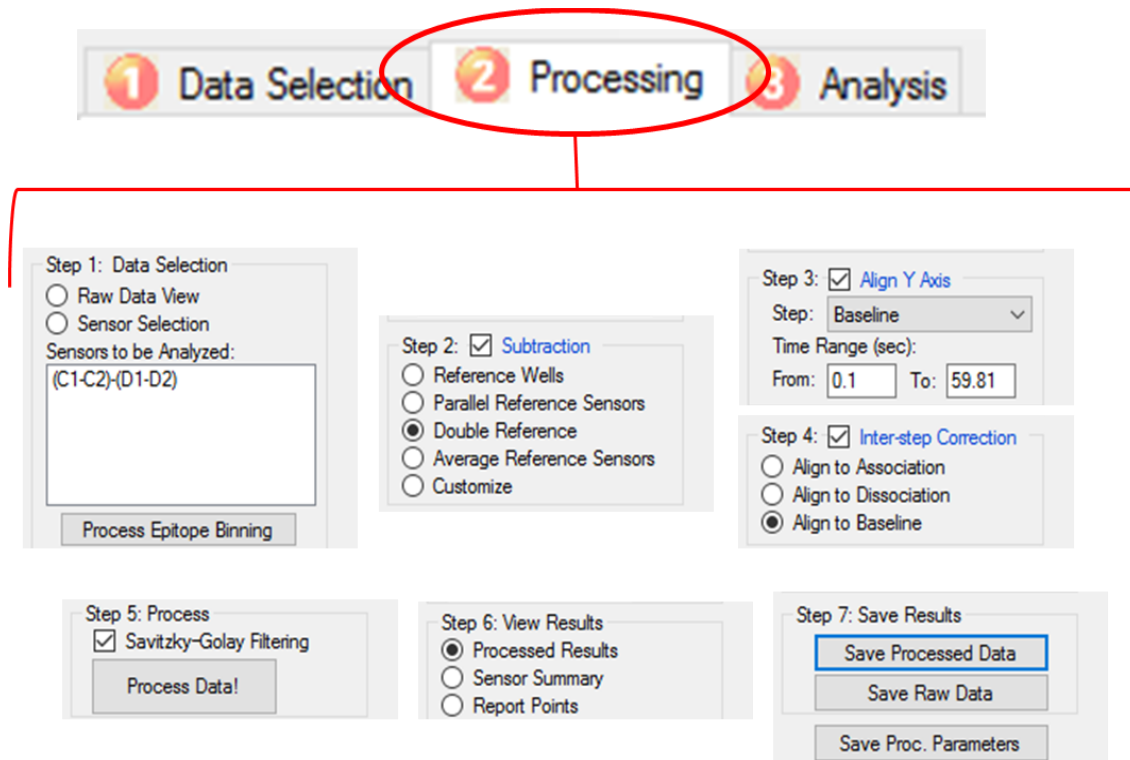 1 Data Selection 2 Processing 3 Analysis
Step 1: Data Selection
Raw Data View
Sensor Selection
Sensors to be Analyzed:
(C1-C2)-(D1-D2)
Process Epitope Binning
Step 2: Subtraction
Reference Wells
Parallel Reference Sensors
Double Reference
Average Reference Sensors
Customize
Step 3: Align Y Axis
Step: Baseline
Time Range (sec):
From: 0.1 To: 59.81
Step 4: Inter-step Correction
Align to Association
Align to Dissociation
Align to Baseline
Step 5: Process
Savitzky-Golay Filtering
Process Data!
Step 6: View Results
Processed Results
Sensor Summary
Report Points
Step 7: Save Results
Save Processed Data
Save Raw Data
Save Proc. Parameters